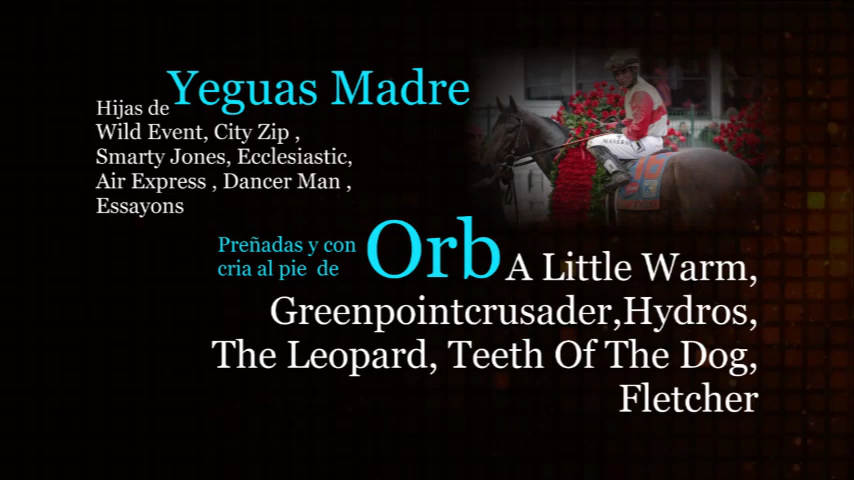 Yeguas Madre
Hijas de
Wild Event, City Zip ,
Smarty Jones, Ecclesiastic,
Air Express , Dancer Man ,
Essayons
Preñadas y con
cria al pie de
Orb A Little Warm,
Greenpointcrusader,Hydros,
The Leopard, Teeth Of The Dog,
Fletcher